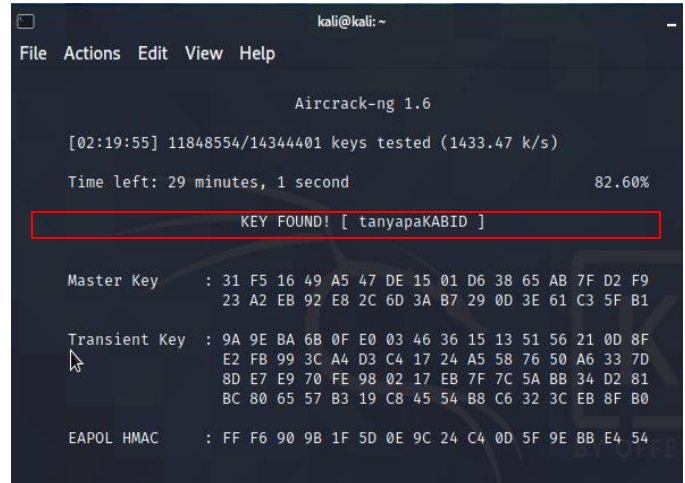 kali@kali: ~
File Actions Edit View Help
Aircrack-ng 1.6
[02:19:55] 11848554/14344401 keys tested (1433.47 k/s)
Time left: 29 minutes, 1 second 82.60%
KEY FOUND! [ tanyapaKABID ]
Master Key : 31 F5 16 49 A5 47 DE 15 01 D6 38 65 AB 7F D2 F9
23 A2 EB 92 E8 2C 6D 3A B7 29 0D 3E 61 C3 5F B1
Transient Key : 9A 9E BA 6B 0F E0 03 46 36 15 13 51 56 21 0D 8F
E2 FB 99 3C A4 D3 C4 17 24 A5 58 76 50 A6 33 7D
8D E7 E9 70 FE 98 02 17 EB 7F 7C 5A BB 34 D2 81
BC 80 65 57 B3 19 C8 45 54 B8 C6 32 3C EB 8F B0
EAPOL HMAC : FF F6 90 9B 1F 5D 0E 9C 24 C4 0D 5F 9E BB E4 54
BY OFFE